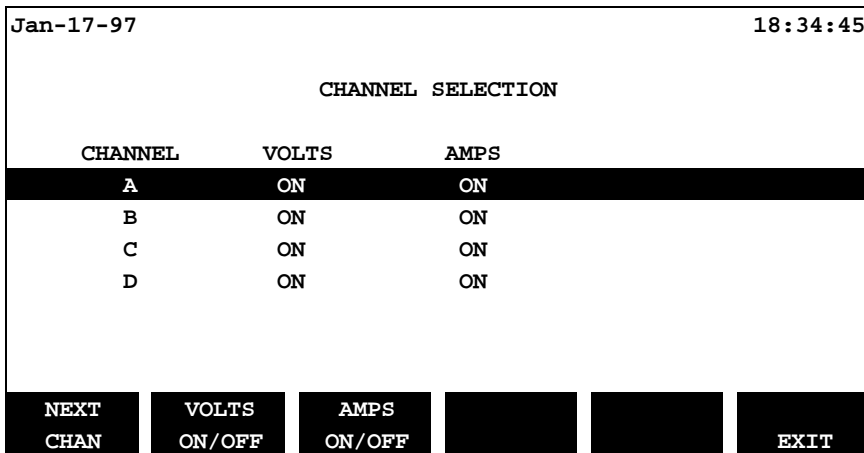 Jan-17-97 18:34:45
CHANNEL SELECTION
CHANNEL VOLTS AMPS
A ON ON
B ON ON
C ON ON
D ON ON
NEXT VOLTS AMPS
CHAN ON/OFF ON/OFF EXIT